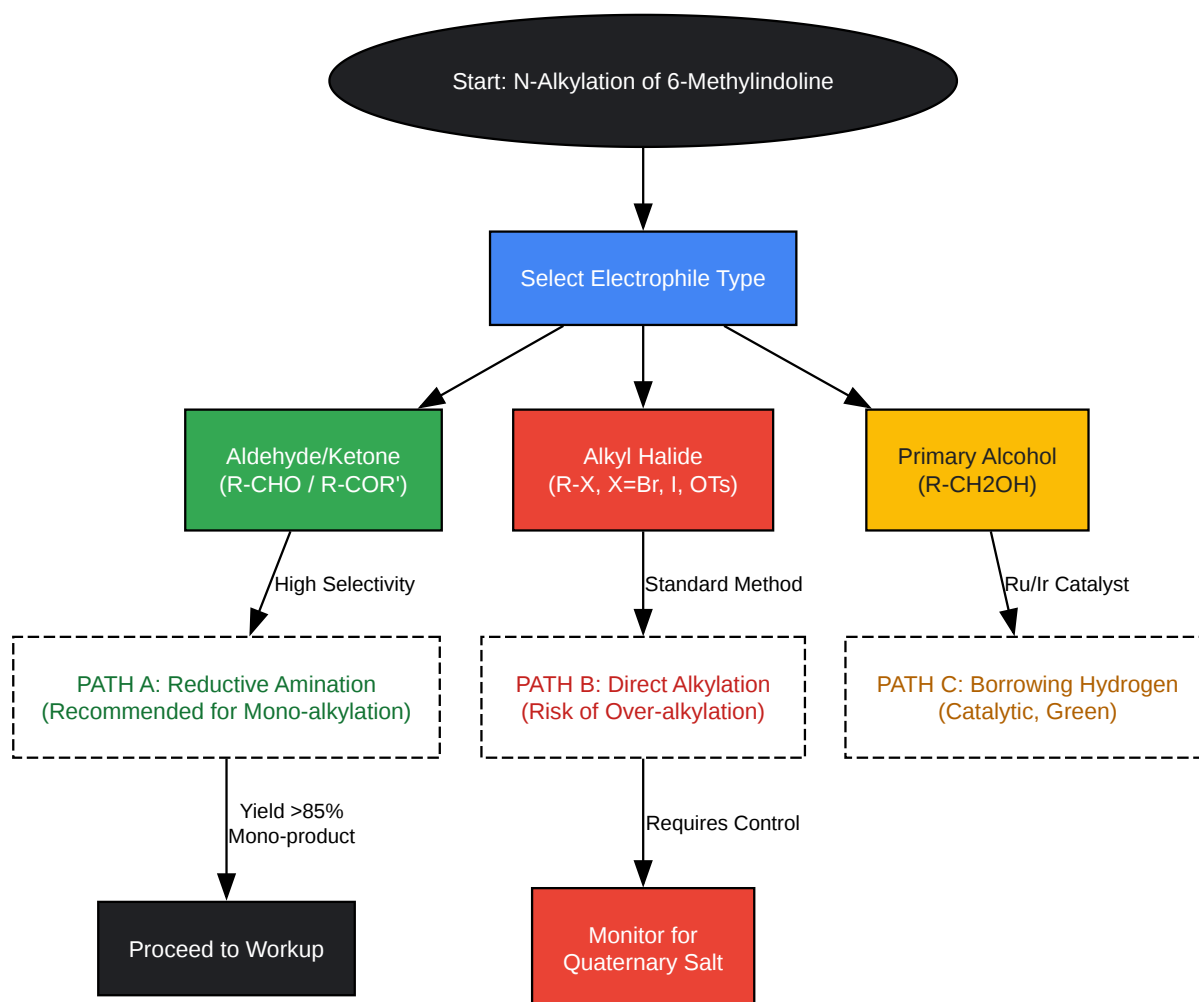 Start: N-Alkylation of 6-Methylindoline
Select Electrophile Type
Aldehyde/Ketone
(R-CHO / R-COR')
Alkyl Halide
(R-X, X=Br, I, OTs)
Primary Alcohol
(R-CH2OH)
High Selectivity
Standard Method
Ru/Ir Catalyst
PATH A: Reductive Amination
(Recommended for Mono-alkylation)
PATH B: Direct Alkylation
(Risk of Over-alkylation)
PATH C: Borrowing Hydrogen
(Catalytic, Green)
Yield >85%
Mono-product
Requires Control
Proceed to Workup
Monitor for
Quaternary Salt